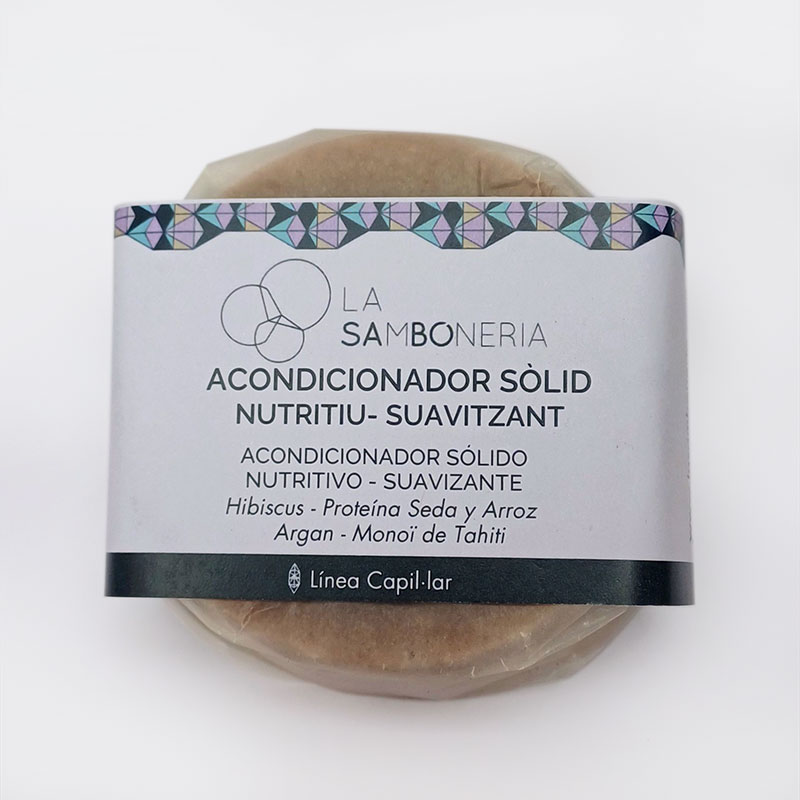 LA
SAMBONERIA
ACONDICIONADOR SÒLID
NUTRITIU- SUAVITZANT
ACONDICIONADOR SÓLIDO
NUTRITIVO - SUAVIZANTE
Hibiscus - Proteína Seda y Arroz
Argan - Monoï de Tahiti
Línea Capil·lar